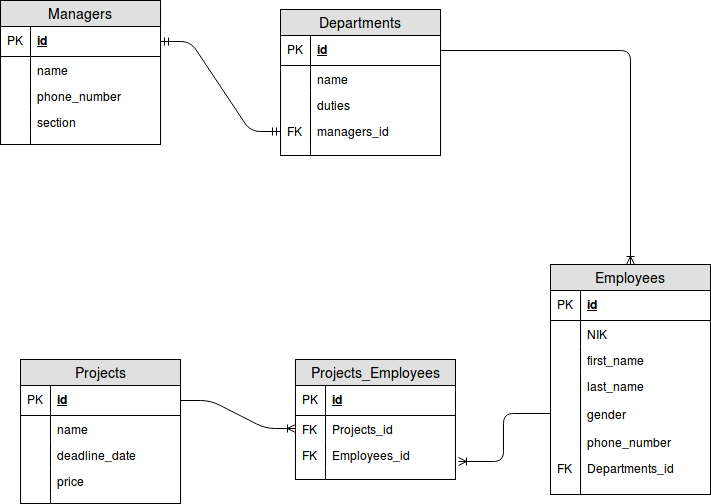 Managers
PK id
name
phone_number
section
Departments
PK id
name
duties
FK managers_id
Employees
PK id
NIK
first_name
last_name
gender
phone_number
FK Departments_id
Projects
PK id
name
deadline_date
price
Projects_Employees
PK id
FK Projects_id
FK Employees_id